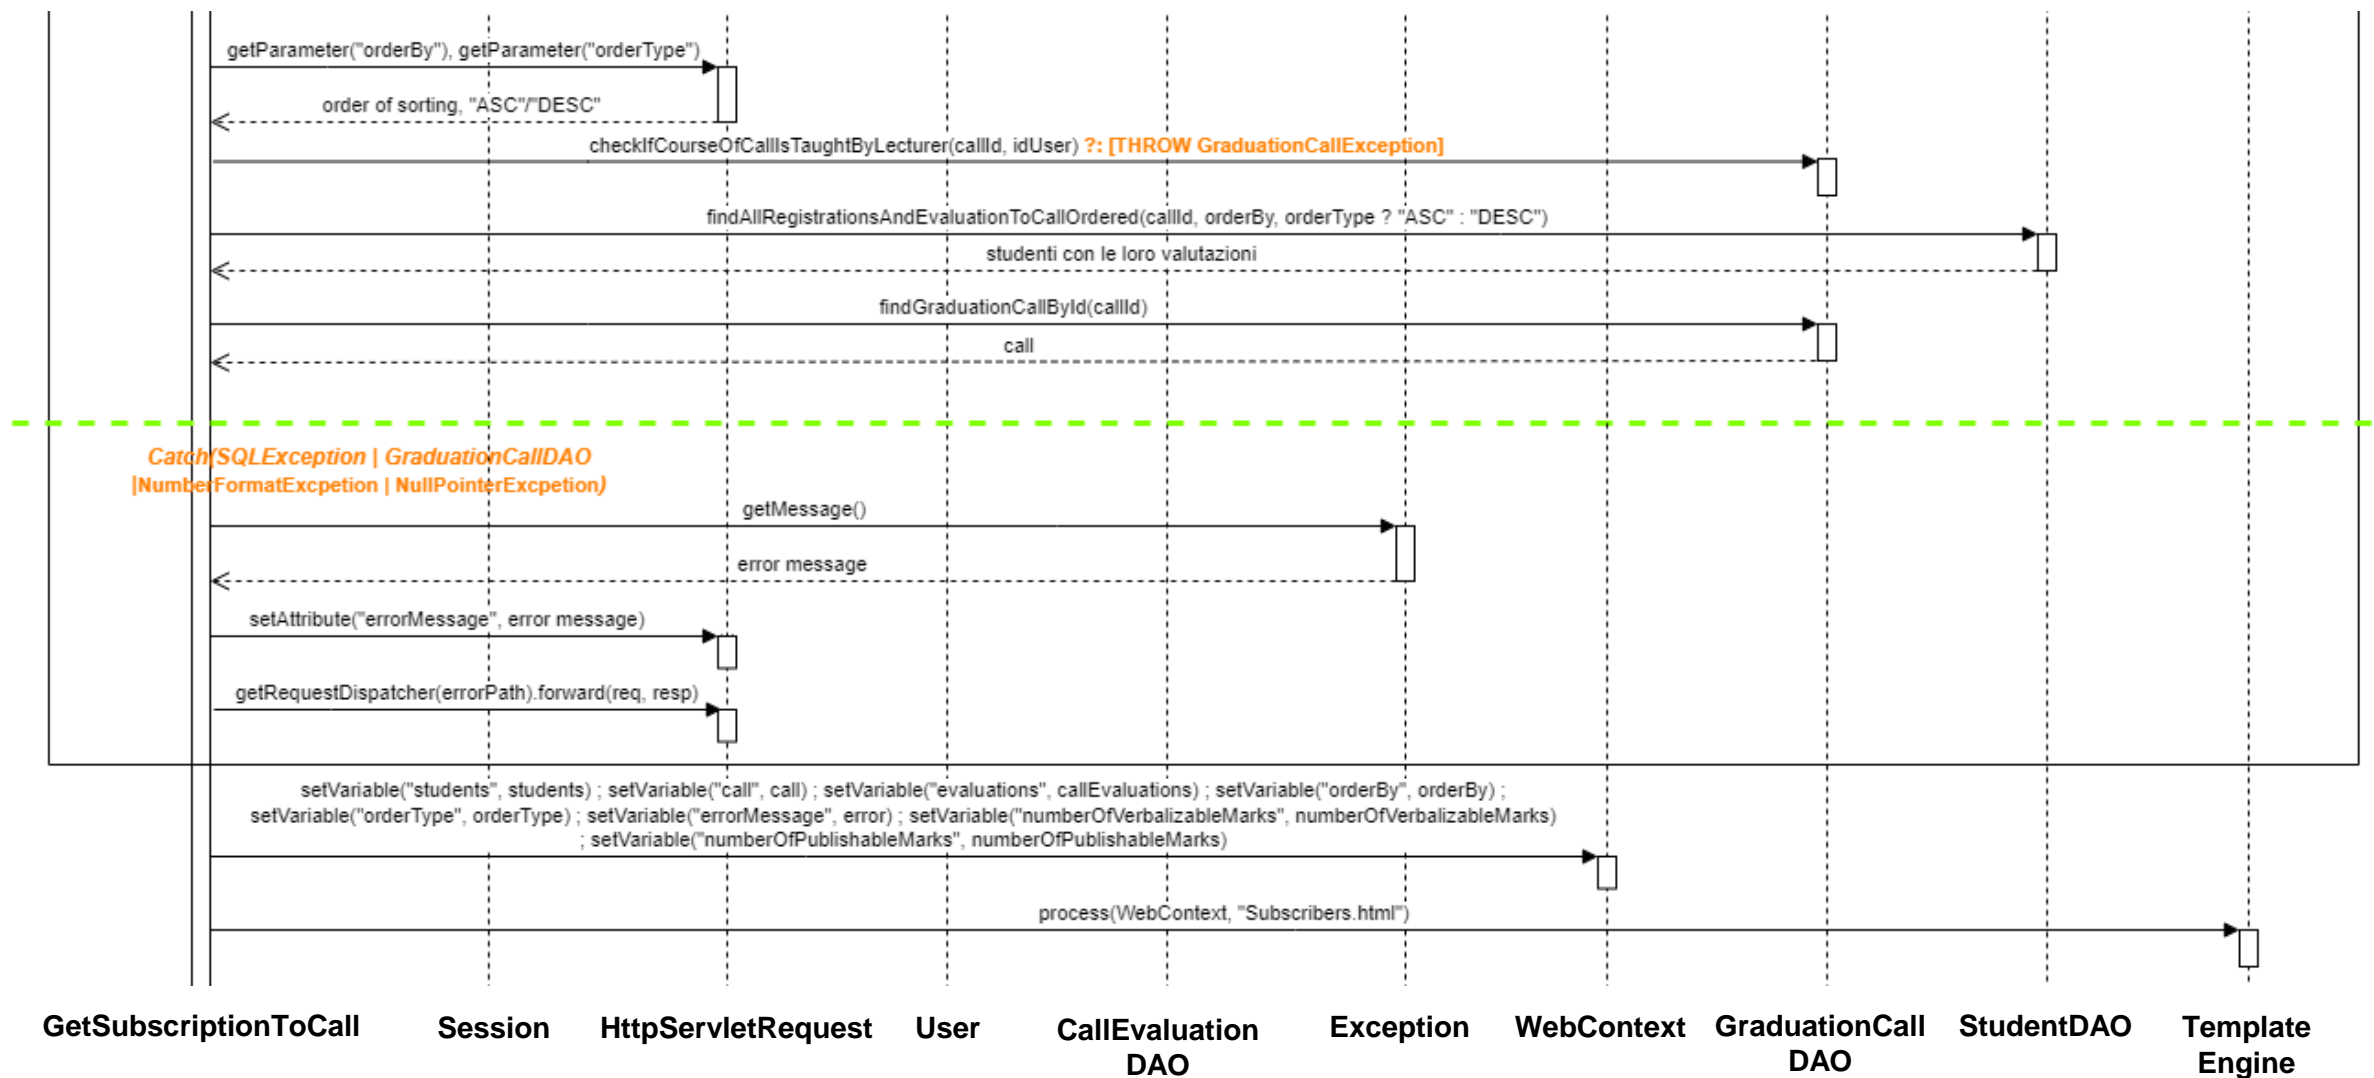 getParameter("orderBy"), getParameter("orderType")
order of sorting, "ASC"/"DESC"
checkIfCourseOfCallIsTaughtByLecturer(callId, idUser) ?: [THROW GraduationCallException]
findAllRegistrationsAndEvaluationToCallOrdered(callId, orderBy, orderType ? "ASC" : "DESC")
studenti con le loro valutazioni
findGraduationCallById(callId)
call
Catch(SQLException | GraduationCallDAO
|NumberFormatExcpetion | NullPointerExcpetion)
getMessage()
error message
setAttribute("errorMessage", error message)
getRequestDispatcher(errorPath).forward(req, resp)
setVariable("students", students) ; setVariable("call", call) ; setVariable("evaluations", callEvaluations) ; setVariable("orderBy", orderBy) ;
setVariable("orderType", orderType) ; setVariable("errorMessage", error) ; setVariable("numberOfVerbalizableMarks", numberOfVerbalizableMarks)
; setVariable("numberOfPublishableMarks", numberOfPublishableMarks)
process(WebContext, "Subscribers.html")
GetSubscriptionToCall
Session
HttpServletRequest
User
CallEvaluation
DAO
Exception
WebContext
GraduationCall
DAO
StudentDAO
Template
Engine